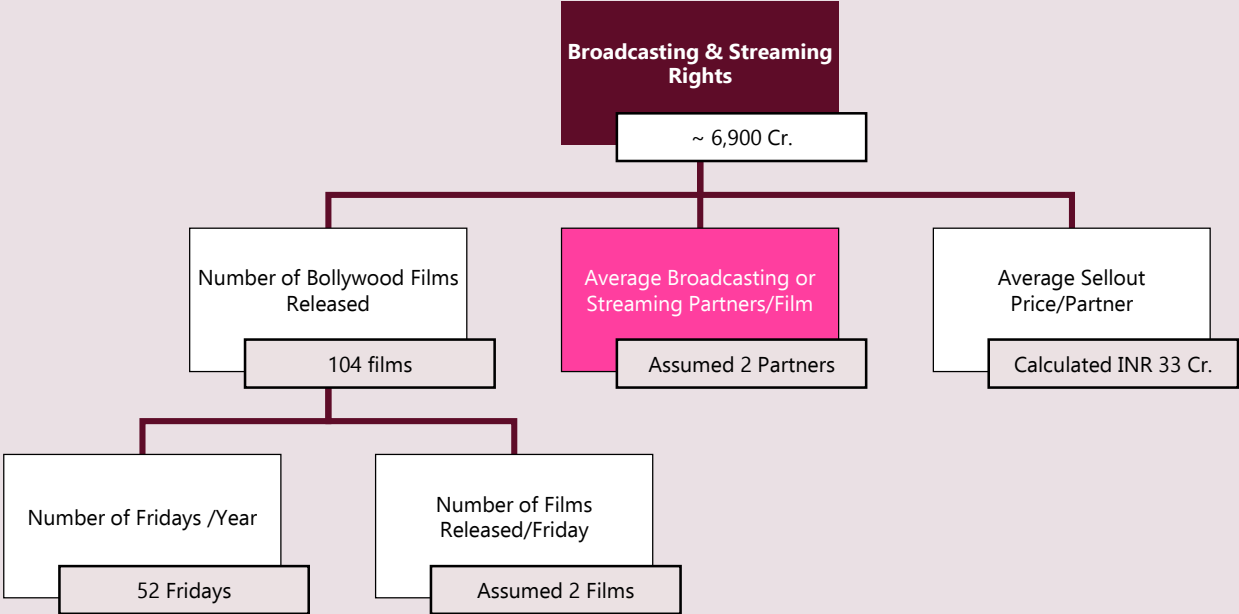 Broadcasting & Streaming
Rights
~ 6,900 Cr.
Number of Bollywood Films
Released
104 films
Average Broadcasting or
Streaming Partners/Film
Assumed 2 Partners
Average Sellout
Price/Partner
Calculated INR 33 Cr.
Number of Fridays /Year
52 Fridays
Number of Films
Released/Friday
Assumed 2 Films